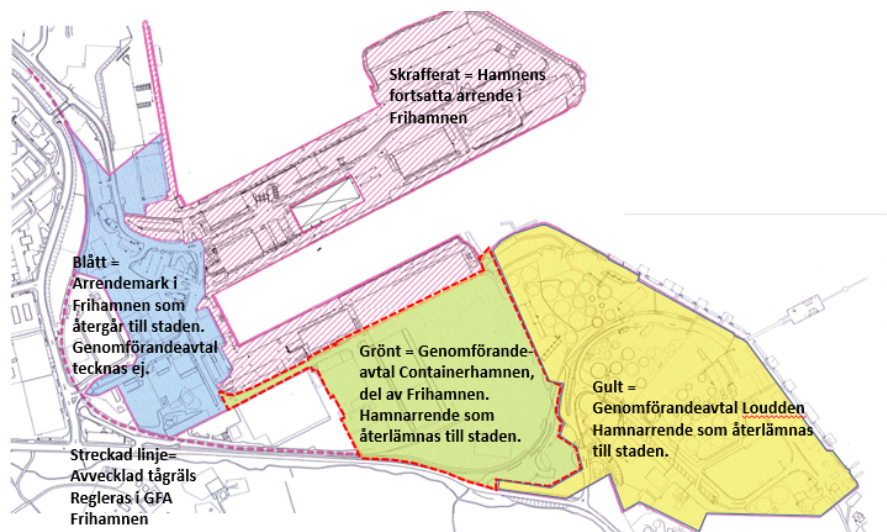 Skrafferat = Hamnens
fortsatta arrende i
Frihamnen
Blått =
Arrendemark i
Frihamnen som
återgår till staden.
Genomförandeavtal
tecknas ej.
Grönt = Genomförande-
avtal Containerhamnen,
del av Frihamnen.
Hamnarrende som
återlämnas till staden.
Gult =
Genomförandeavtal Loudden
Hamnarrende som återlämnas
till staden.
Streckad linje=
Avvecklad tågräls
Regleras i GFA
Frihamnen